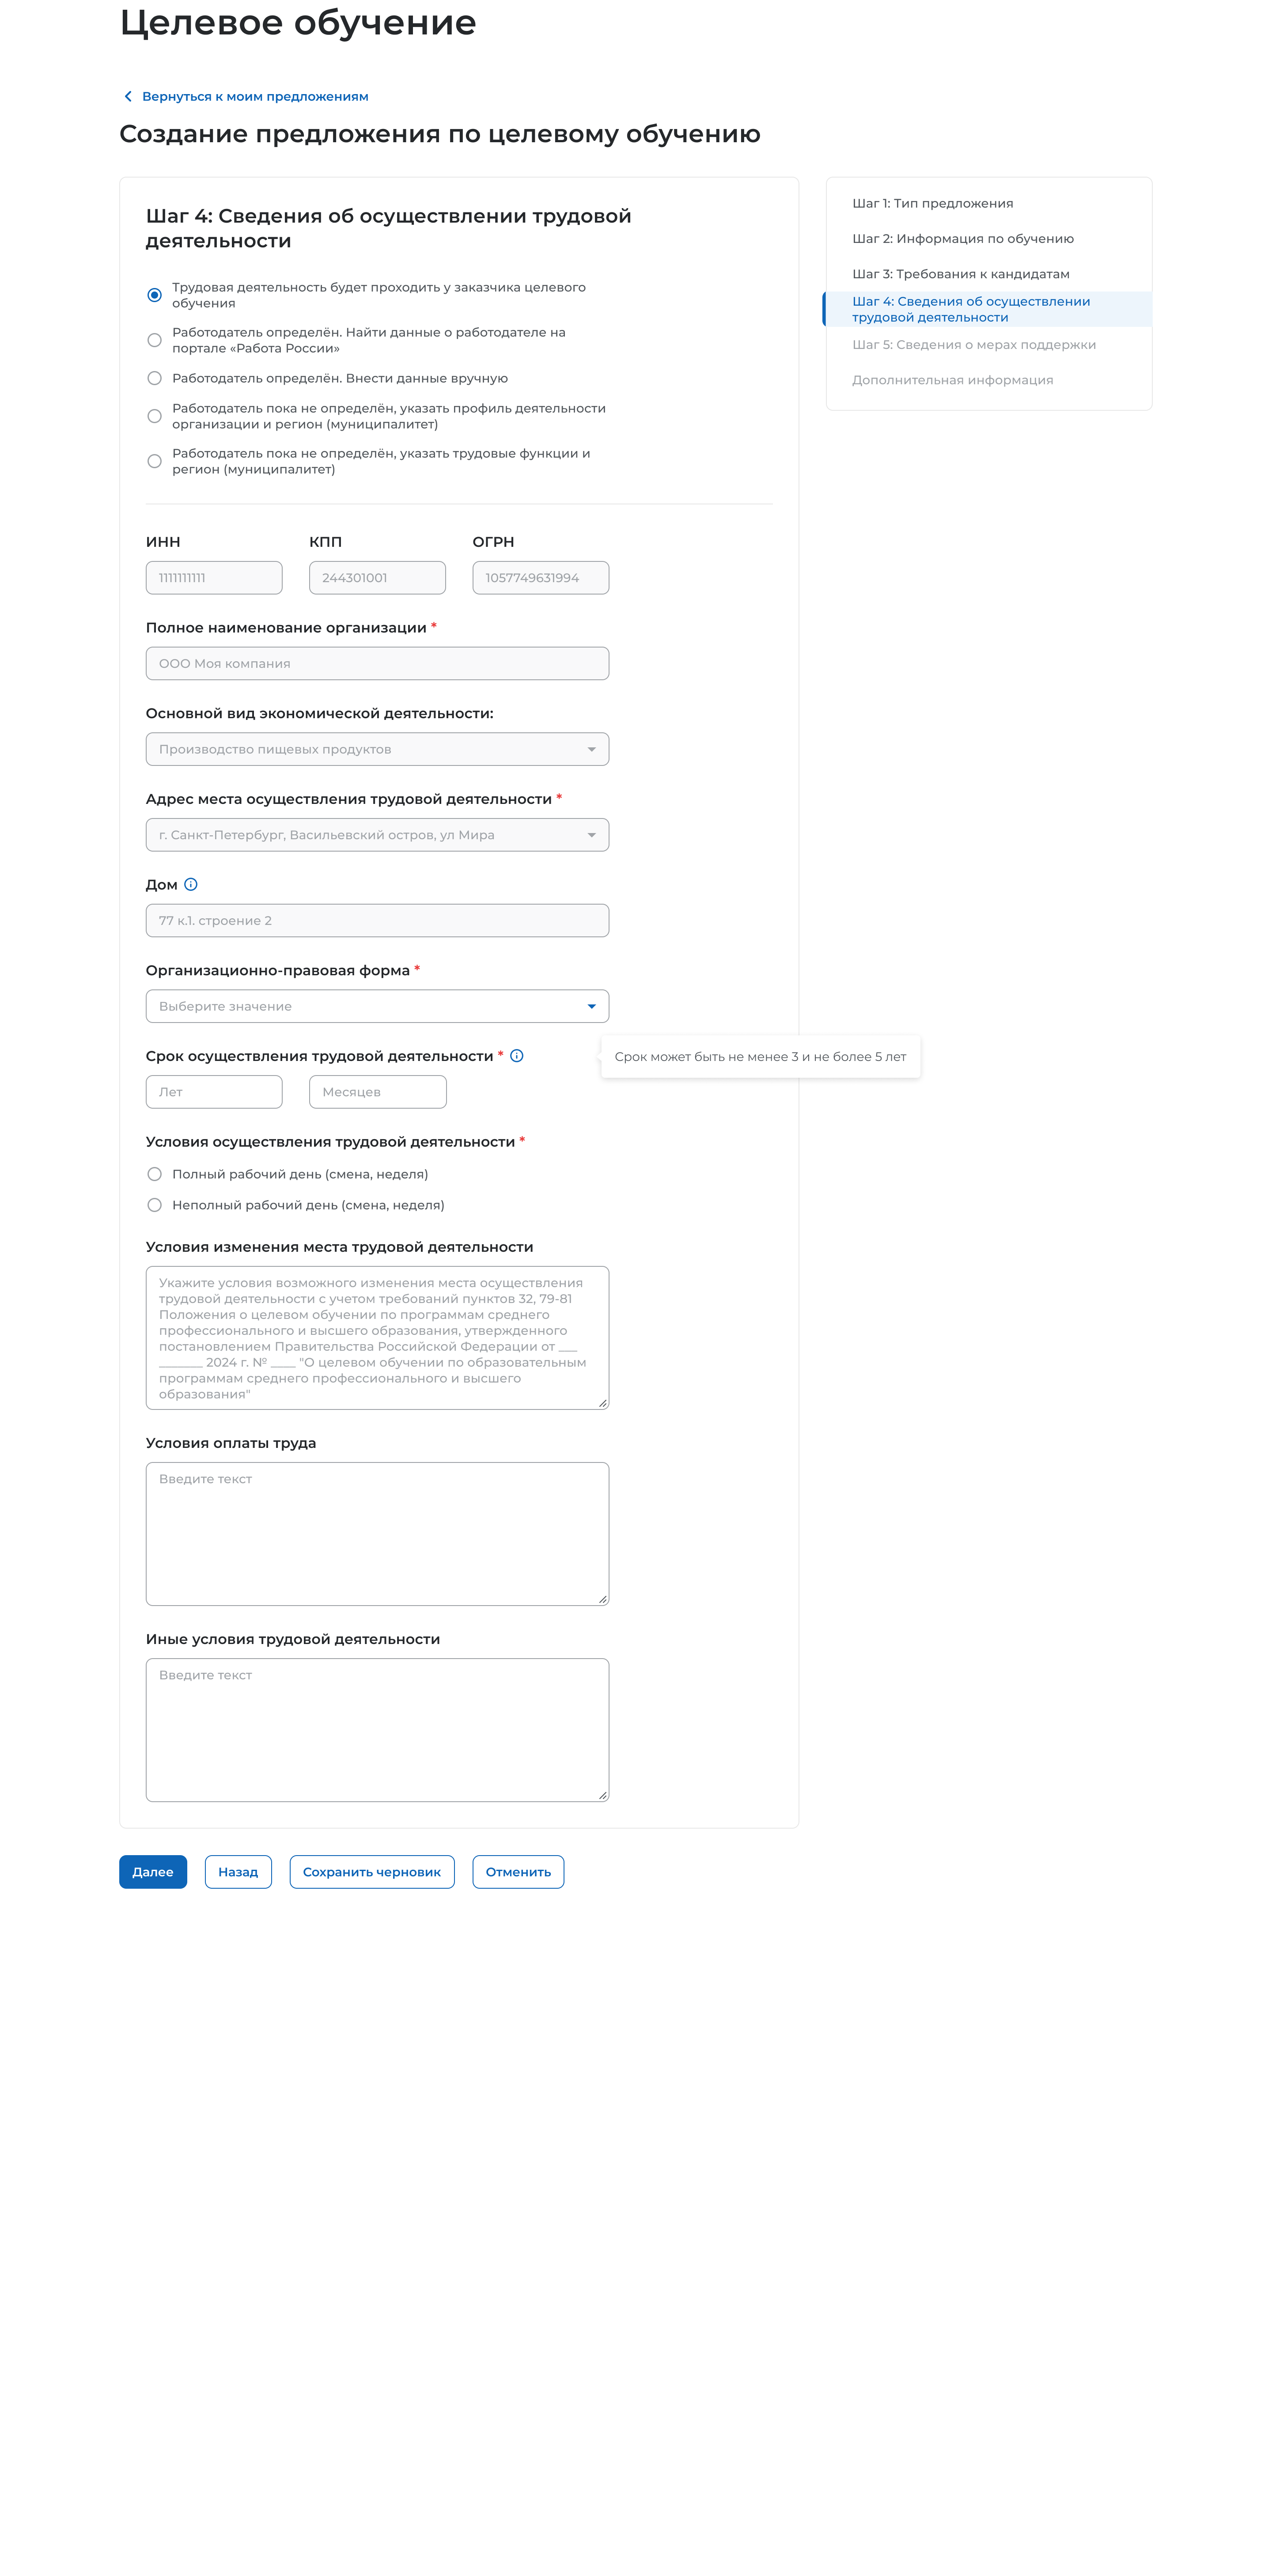 Целевое обучение
Вернуться к моим предложениям
Создание предложения по целевому обучению
Шаг 4: Сведения об осуществлении трудовой
деятельности
Трудовая деятельность будет проходить у заказчика целевого
обучения
Работодатель определён. Найти данные о работодателе на
портале «Работа России»
Работодатель определён. Внести данные вручную
Работодатель пока не определён, указать профиль деятельности
организации и регион (муниципалитет)
Работодатель пока не определён, указать трудовые функции и
регион (муниципалитет)
ИНН КПП ОГРН
1111111111 244301001 1057749631994
Полное наименование организации *
ООО Моя компания
Основной вид экономической деятельности:
Производство пищевых продуктов
Адрес места осуществления трудовой деятельности *
г. Санкт-Петербург, Васильевский остров, ул Мира
Дом
77 к.1. строение 2
Организационно-правовая форма *
Выберите значение
Срок осуществления трудовой деятельности *
Срок может быть не менее 3 и не более 5 лет
Лет Месяцев
Условия осуществления трудовой деятельности *
Полный рабочий день (смена, неделя)
Неполный рабочий день (смена, неделя)
Условия изменения места трудовой деятельности
Укажите условия возможного изменения места осуществления
трудовой деятельности с учетом требований пунктов 32, 79-81
Положения о целевом обучении по программам среднего
профессионального и высшего образования, утвержденного
постановлением Правительства Российской Федерации от ___
_______ 2024 г. № ____ "О целевом обучении по образовательным
программам среднего профессионального и высшего
образования"
Условия оплаты труда
Введите текст
Иные условия трудовой деятельности
Введите текст
Далее Назад Сохранить черновик Отменить
Шаг 1: Тип предложения
Шаг 2: Информация по обучению
Шаг 3: Требования к кандидатам
Шаг 4: Сведения об осуществлении
трудовой деятельности
Шаг 5: Сведения о мерах поддержки
Дополнительная информация